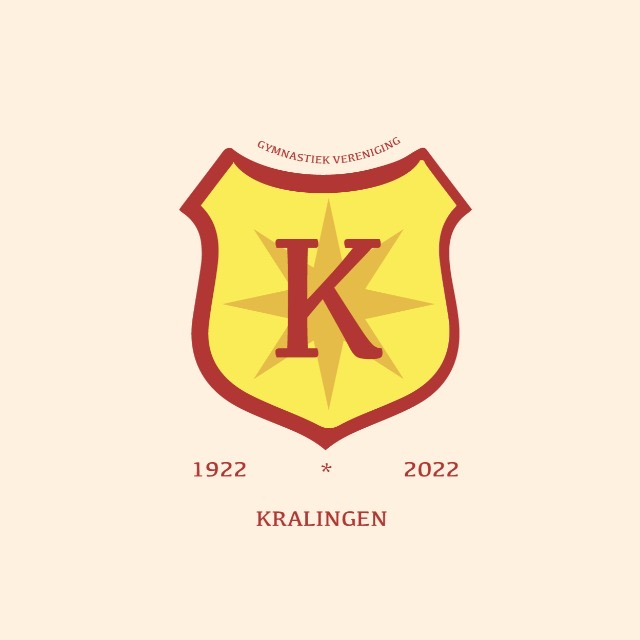 GYMNASTIEK VERENIGING
K
1922 * 2022
KRALINGEN